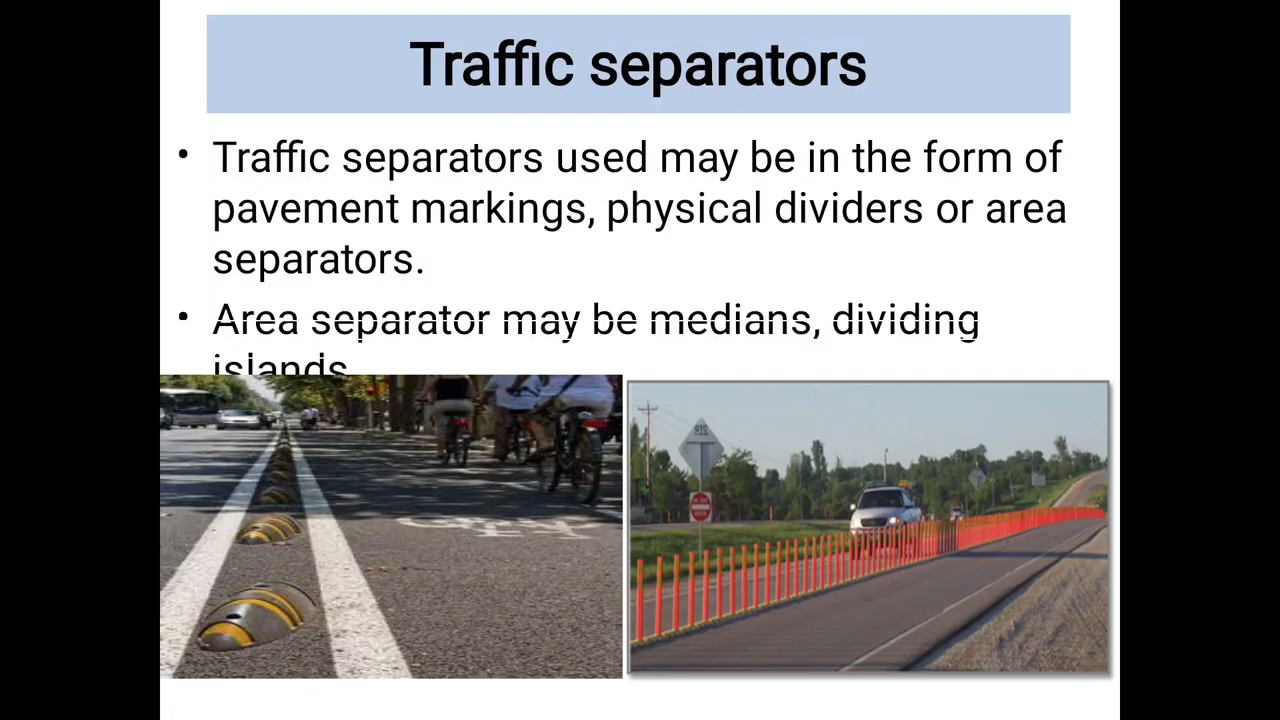 Traffic separators
• Traffic separators used may be in the form of
pavement markings, physical dividers or area
separators.
• Area separator may be medians, dividing
islands